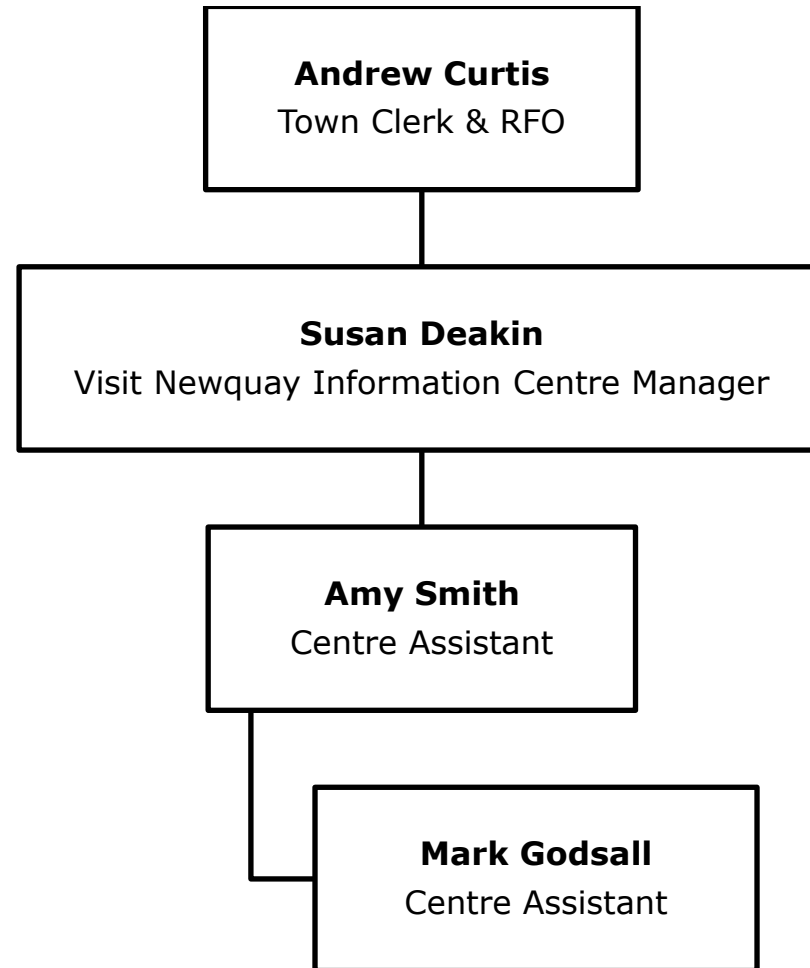 Andrew Curtis
Town Clerk & RFO
Susan Deakin
Visit Newquay Information Centre Manager
Amy Smith
Centre Assistant
Mark Godsall
Centre Assistant